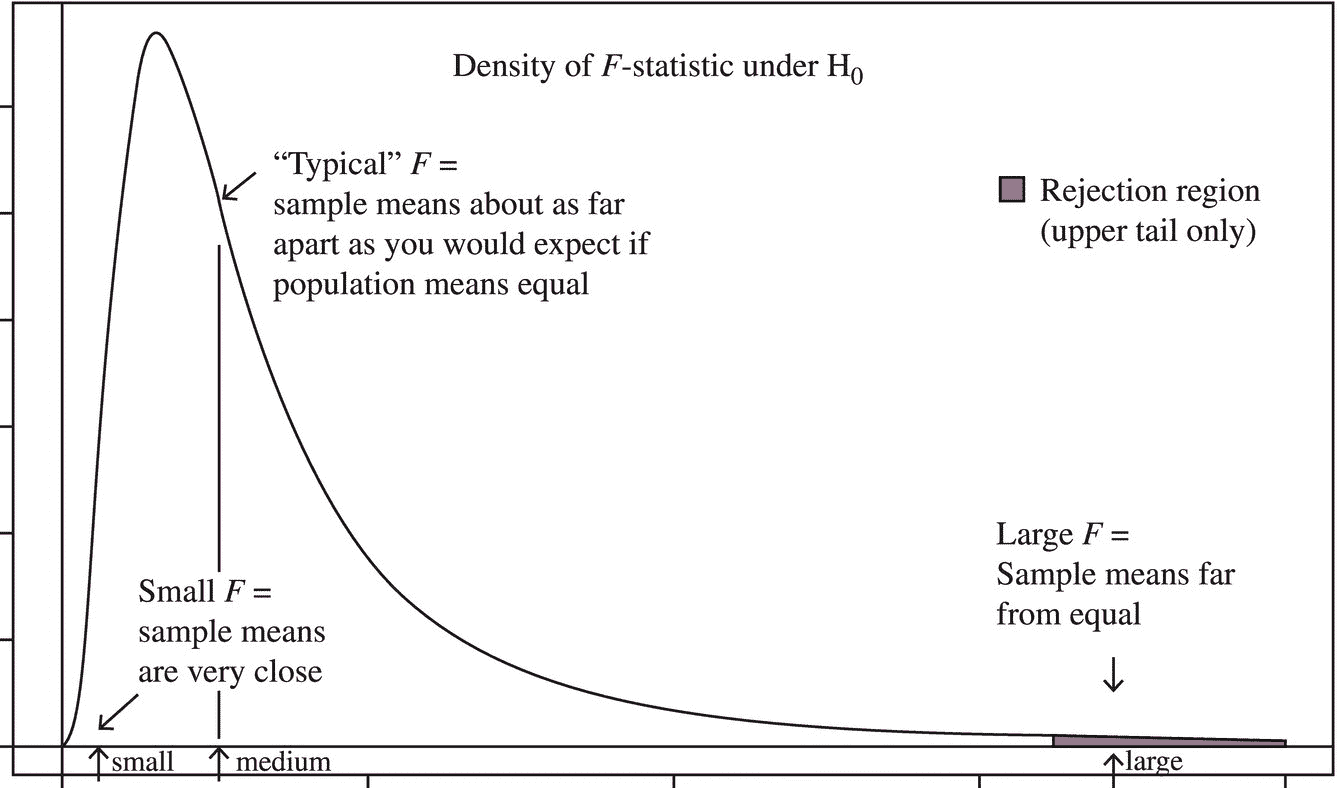 Density of F-statistic under H₀
“Typical” F =
sample means about as far
apart as you would expect if
population means equal
Rejection region
(upper tail only)
Large F =
Sample means far
from equal
Small F =
sample means
are very close
small
medium
large